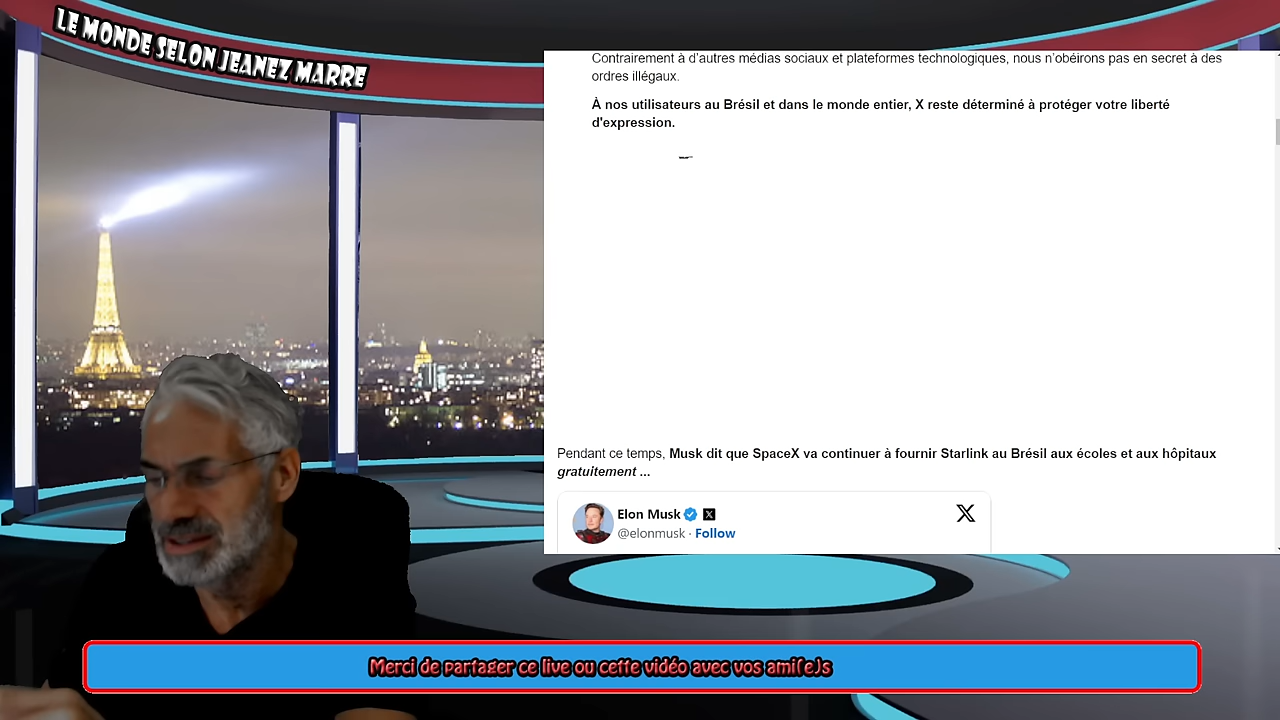 LE MONDE SELON JEANEZ MARRE
Contrairement à d'autres médias sociaux et plateformes technologiques, nous n'obéirons pas en secret à des
ordres illégaux.
À nos utilisateurs au Brésil et dans le monde entier, X reste déterminé à protéger votre liberté
d'expression.
Pendant ce temps, Musk dit que SpaceX va continuer à fournir Starlink au Brésil aux écoles et aux hôpitaux
gratuitement ...
Elon Musk
@elonmusk · Follow
Merci de partager ce live ou cette vidéo avec vos ami(e)s